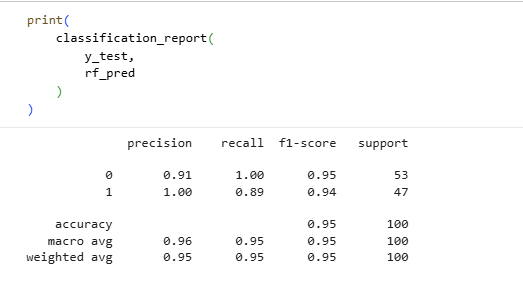 print(
    classification_report(
        y_test,
        rf_pred
    )
)
              precision    recall  f1-score   support

           0       0.91      1.00      0.95        53
           1       1.00      0.89      0.94        47

    accuracy                           0.95       100
   macro avg       0.96      0.95      0.95       100
weighted avg       0.95      0.95      0.95       100